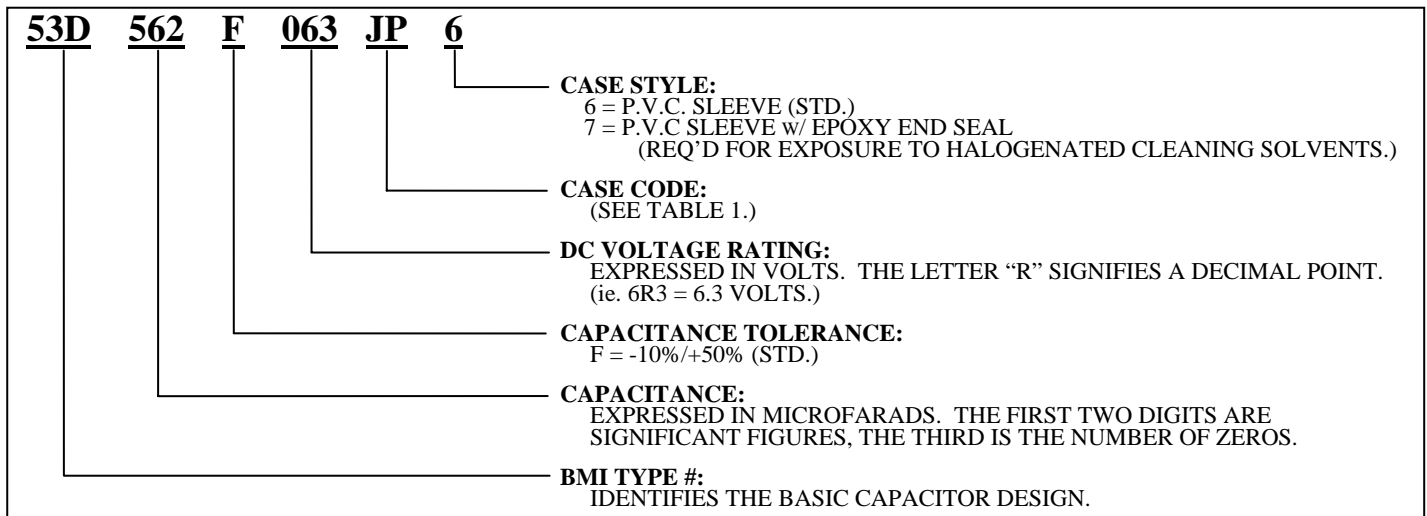 53D 562 F 063 JP 6
CASE STYLE:
6 = P.V.C. SLEEVE (STD.)
7 = P.V.C SLEEVE w/ EPOXY END SEAL
(REQ’D FOR EXPOSURE TO HALOGENATED CLEANING SOLVENTS.)
CASE CODE:
(SEE TABLE 1.)
DC VOLTAGE RATING:
EXPRESSED IN VOLTS. THE LETTER “R” SIGNIFIES A DECIMAL POINT.
(ie. 6R3 = 6.3 VOLTS.)
CAPACITANCE TOLERANCE:
F = -10%/+50% (STD.)
CAPACITANCE:
EXPRESSED IN MICROFARADS. THE FIRST TWO DIGITS ARE
SIGNIFICANT FIGURES, THE THIRD IS THE NUMBER OF ZEROS.
BMI TYPE #:
IDENTIFIES THE BASIC CAPACITOR DESIGN.